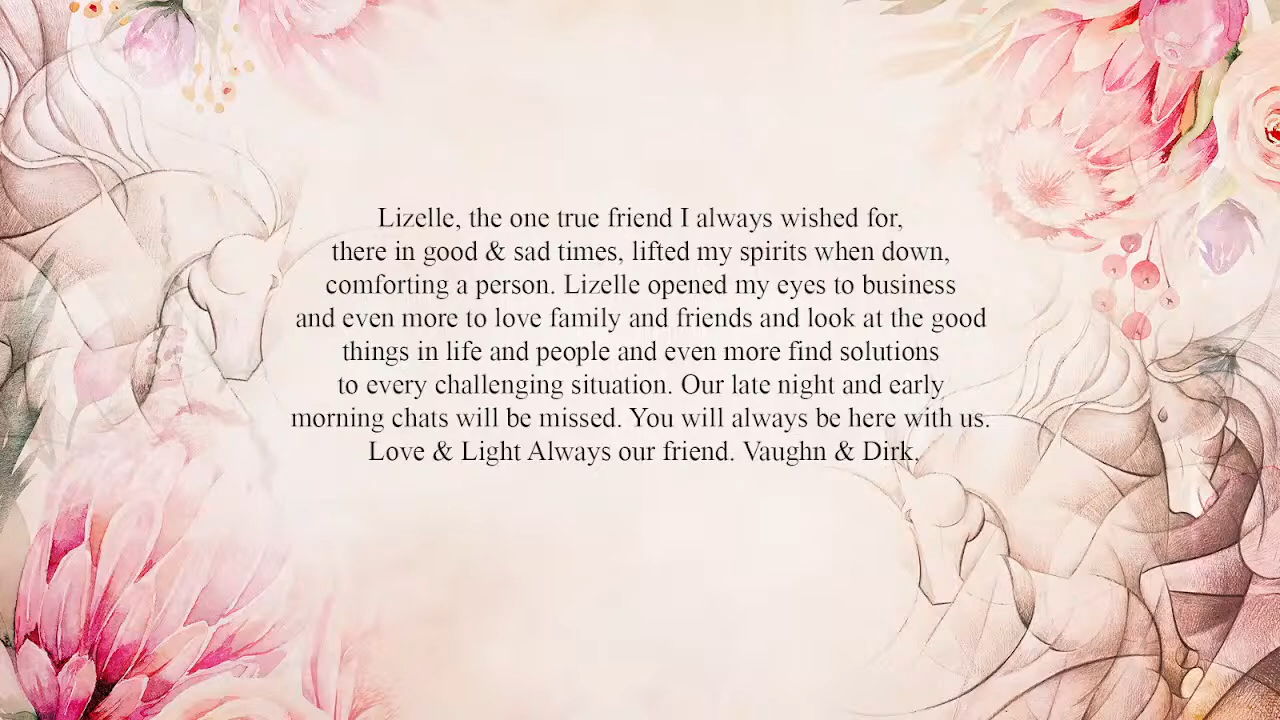 Lizelle, the one true friend I always wished for,
there in good & sad times, lifted my spirits when down,
comforting a person. Lizelle opened my eyes to business
and even more to love family and friends and look at the good
things in life and people and even more find solutions
to every challenging situation. Our late night and early
morning chats will be missed. You will always be here with us.
Love & Light Always our friend. Vaughn & Dirk.